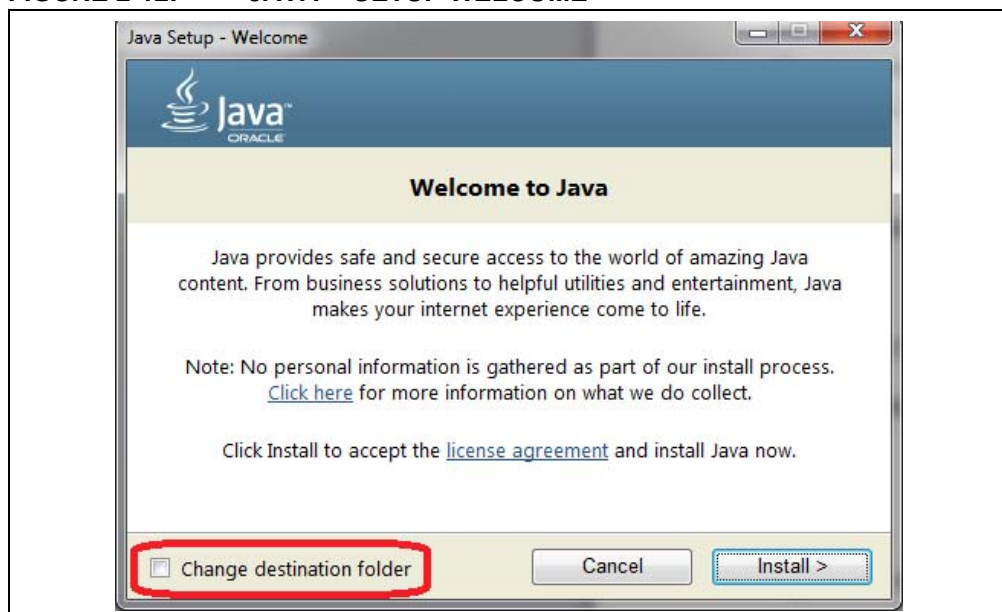 Java Setup - Welcome
Java™
ORACLE
Welcome to Java
Java provides safe and secure access to the world of amazing Java
content. From business solutions to helpful utilities and entertainment, Java
makes your internet experience come to life.
Note: No personal information is gathered as part of our install process.
Click here for more information on what we do collect.
Click Install to accept the license agreement and install Java now.
Change destination folder
Cancel
Install >